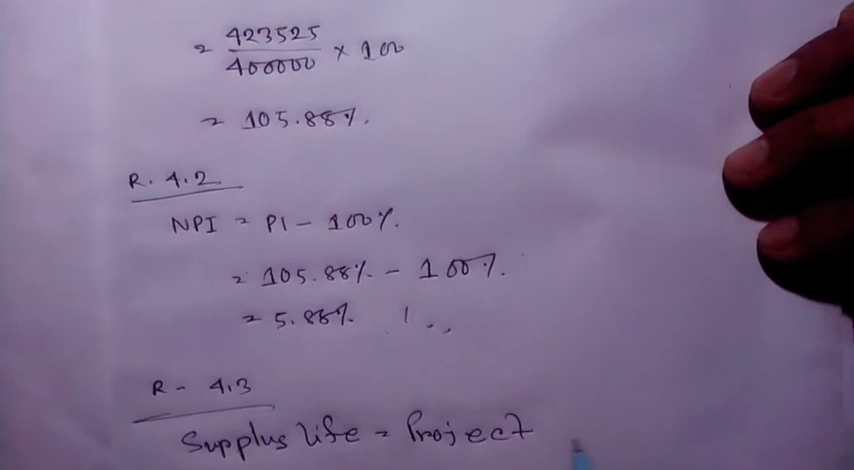 = 423525 / 400000 × 100
= 105.88%.
R. 4.2
NPI = PI - 100%.
= 105.88% - 100%.
= 5.88%
R - 4.3
Supplus life = Project